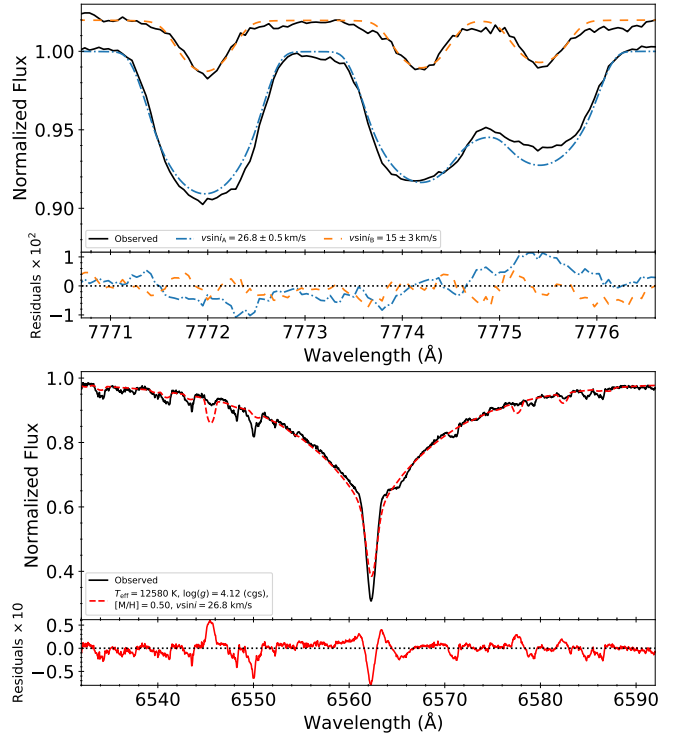 1.00
0.95
0.90
Normalized Flux
Observed
vsini_A = 26.8 ± 0.5 km/s
vsini_B = 15 ± 3 km/s
1
0
−1
Residuals × 10²
7771 7772 7773 7774 7775 7776
Wavelength (Å)
1.0
0.8
0.6
0.4
Normalized Flux
Observed
T_eff = 12580 K, log(g) = 4.12 (cgs),
[M/H] = 0.50, vsini = 26.8 km/s
0.5
0.0
−0.5
Residuals × 10
6540 6550 6560 6570 6580 6590
Wavelength (Å)